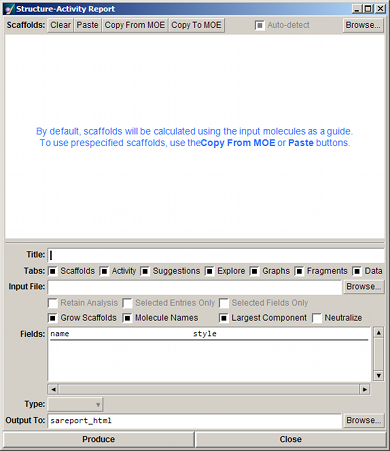 Structure-Activity Report
Scaffolds: Clear Paste Copy From MOE Copy To MOE Auto-detect Browse...
By default, scaffolds will be calculated using the input molecules as a guide.
To use prespecified scaffolds, use theCopy From MOE or Paste buttons.
Title:
Tabs: Scaffolds Activity Suggestions Explore Graphs Fragments Data
Input File: Browse...
Retain Analysis Selected Entries Only Selected Fields Only
Grow Scaffolds Molecule Names Largest Component Neutralize
Fields: name style
Type:
Output To: sareport_html Browse...
Produce Close